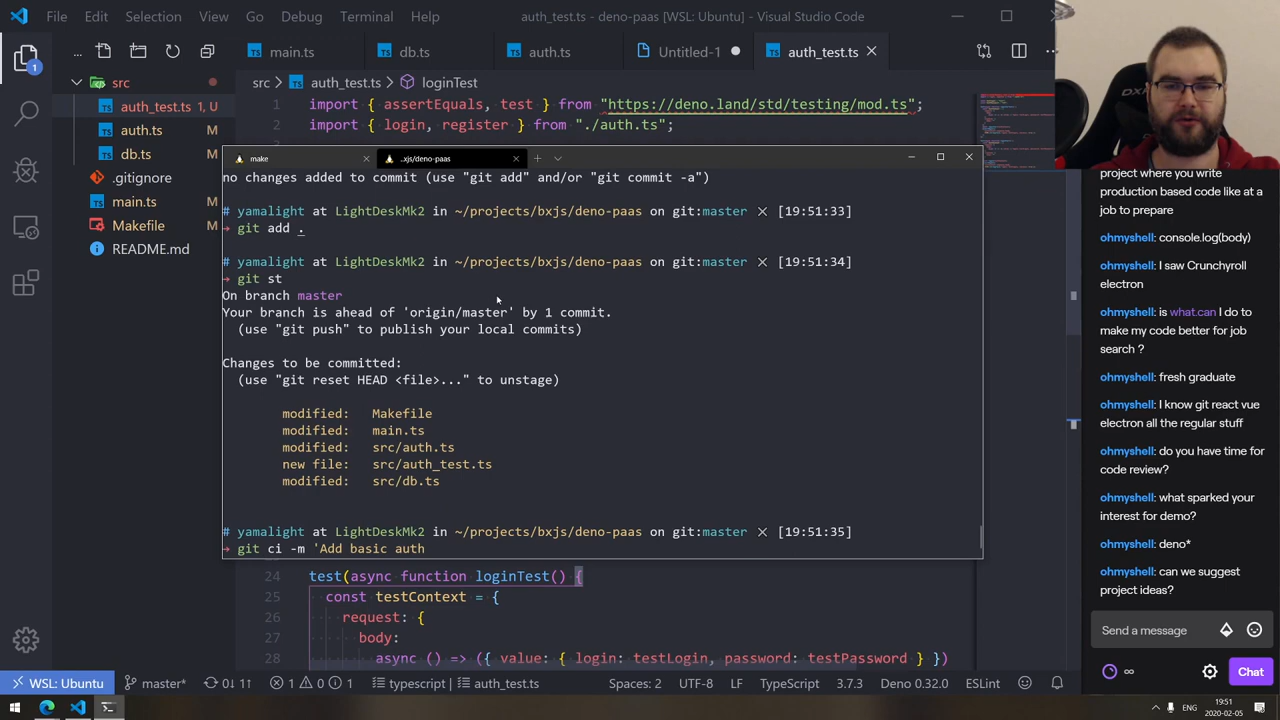 File Edit Selection View Go Debug Terminal Help
auth_test.ts - deno-paas [WSL: Ubuntu] - Visual Studio Code
...
main.ts
db.ts
auth.ts
Untitled-1
auth_test.ts
src
auth_test.ts 1, U
auth.ts M
db.ts M
.gitignore
main.ts M
Makefile M
README.md
1
src > auth_test.ts > loginTest
1 import { assertEquals, test } from "https://deno.land/std/testing/mod.ts";
2 import { login, register } from "./auth.ts";
make
..xjs/deno-paas
no changes added to commit (use "git add" and/or "git commit -a")
# yamalight at LightDeskMk2 in ~/projects/bxjs/deno-paas on git:master ✕ [19:51:33]
→ git add .
# yamalight at LightDeskMk2 in ~/projects/bxjs/deno-paas on git:master ✕ [19:51:34]
→ git st
On branch master
Your branch is ahead of 'origin/master' by 1 commit.
(use "git push" to publish your local commits)
Changes to be committed:
(use "git reset HEAD <file>..." to unstage)
modified: Makefile
modified: main.ts
modified: src/auth.ts
new file: src/auth_test.ts
modified: src/db.ts
# yamalight at LightDeskMk2 in ~/projects/bxjs/deno-paas on git:master ✕ [19:51:35]
→ git ci -m 'Add basic auth
24 test(async function loginTest() {
25 const testContext = {
26 request: {
27 body:
28 async () => ({ value: { login: testLogin, password: testPassword } })
DX
project where you write
production based code like at a
job to prepare
ohmyshell: console.log(body)
ohmyshell: I saw Crunchyroll
electron
ohmyshell: is what.can I do to
make my code better for job
search ?
ohmyshell: fresh graduate
ohmyshell: I know git react vue
electron all the regular stuff
ohmyshell: do you have time for
code review?
ohmyshell: what sparked your
interest for demo?
ohmyshell: deno*
ohmyshell: can we suggest
project ideas?
Send a message
∞
Chat
WSL: Ubuntu master* 0↓ 1↑ 1 0 1 typescript | auth_test.ts Spaces: 2 UTF-8 LF TypeScript 3.7.3 Deno 0.32.0 ESLint
ENG
19:51
2020-02-05